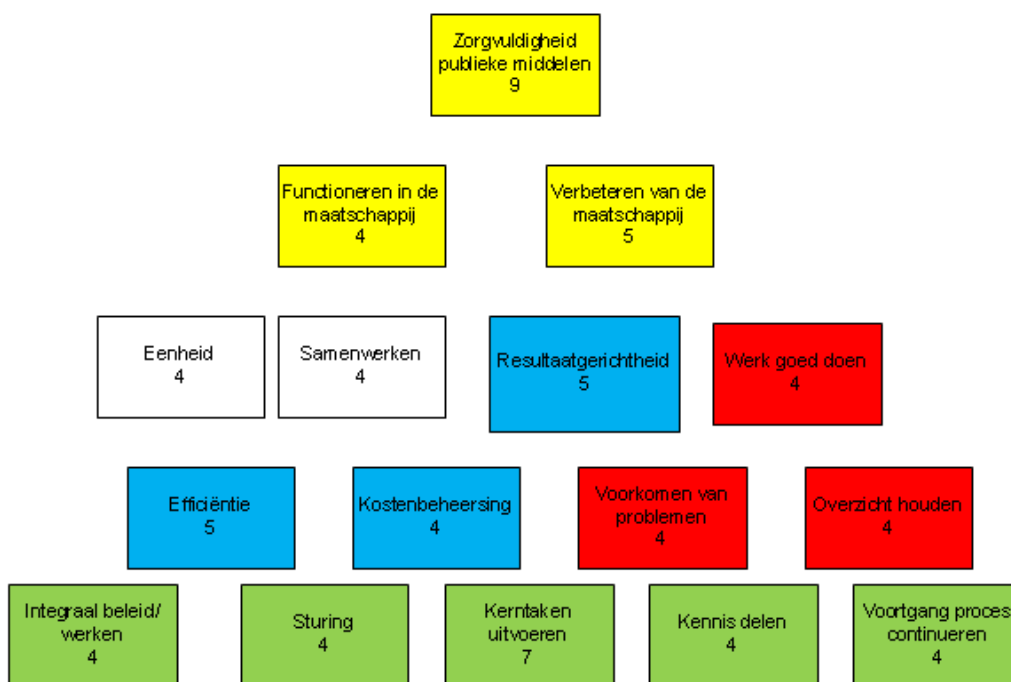 Zorgvuldigheid
publieke middelen
9
Functioneren in de
maatschappij
4
Verbeteren van de
maatschappij
5
Eenheid
4
Samenwerken
4
Resultaatgerichtheid
5
Werk goed doen
4
Efficiëntie
5
Kostenbeheersing
4
Voorkomen van
problemen
4
Overzicht houden
4
Integraal beleid/
werken
4
Sturing
4
Kerntaken
uitvoeren
7
Kennis delen
4
Voortgang proces
continueren
4